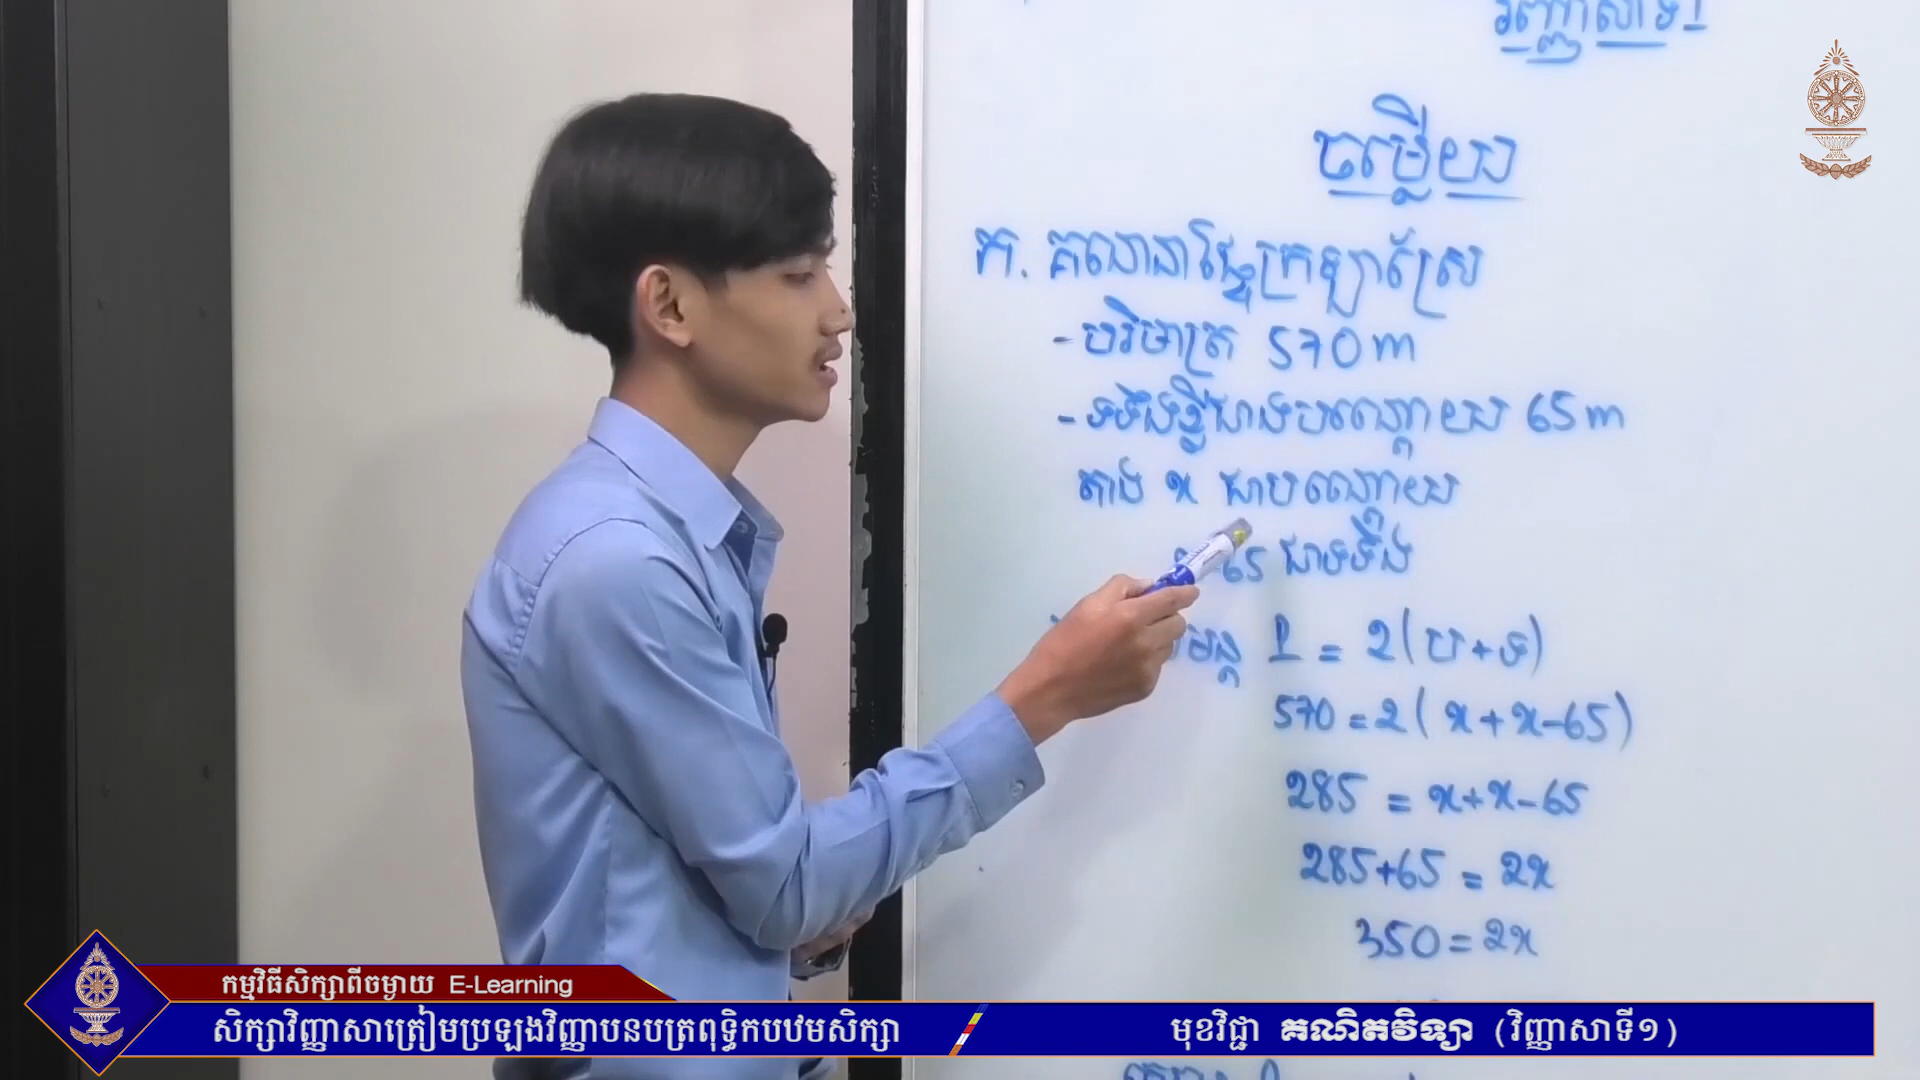 វិញ្ញាសាទី1
ចម្លើយ
ក. គណនាផ្ទៃក្រឡាស្រែ
- បរិមាត្រ 570m
- ទទឹងខ្លីជាងបណ្តោយ 65m
តាង x ជាបណ្តោយ
65 ជាទទឹង
P = 2(ប+ទ)
570 = 2(x+x-65)
285 = x+x-65
285+65 = 2x
350 = 2x
កម្មវិធីសិក្សាពីចម្ងាយ E-Learning
សិក្សាវិញ្ញាសាត្រៀមប្រឡងវិញ្ញាបនបត្រពុទ្ធិកបឋមសិក្សា
មុខវិជ្ជា គណិតវិទ្យា (វិញ្ញាសាទី១)